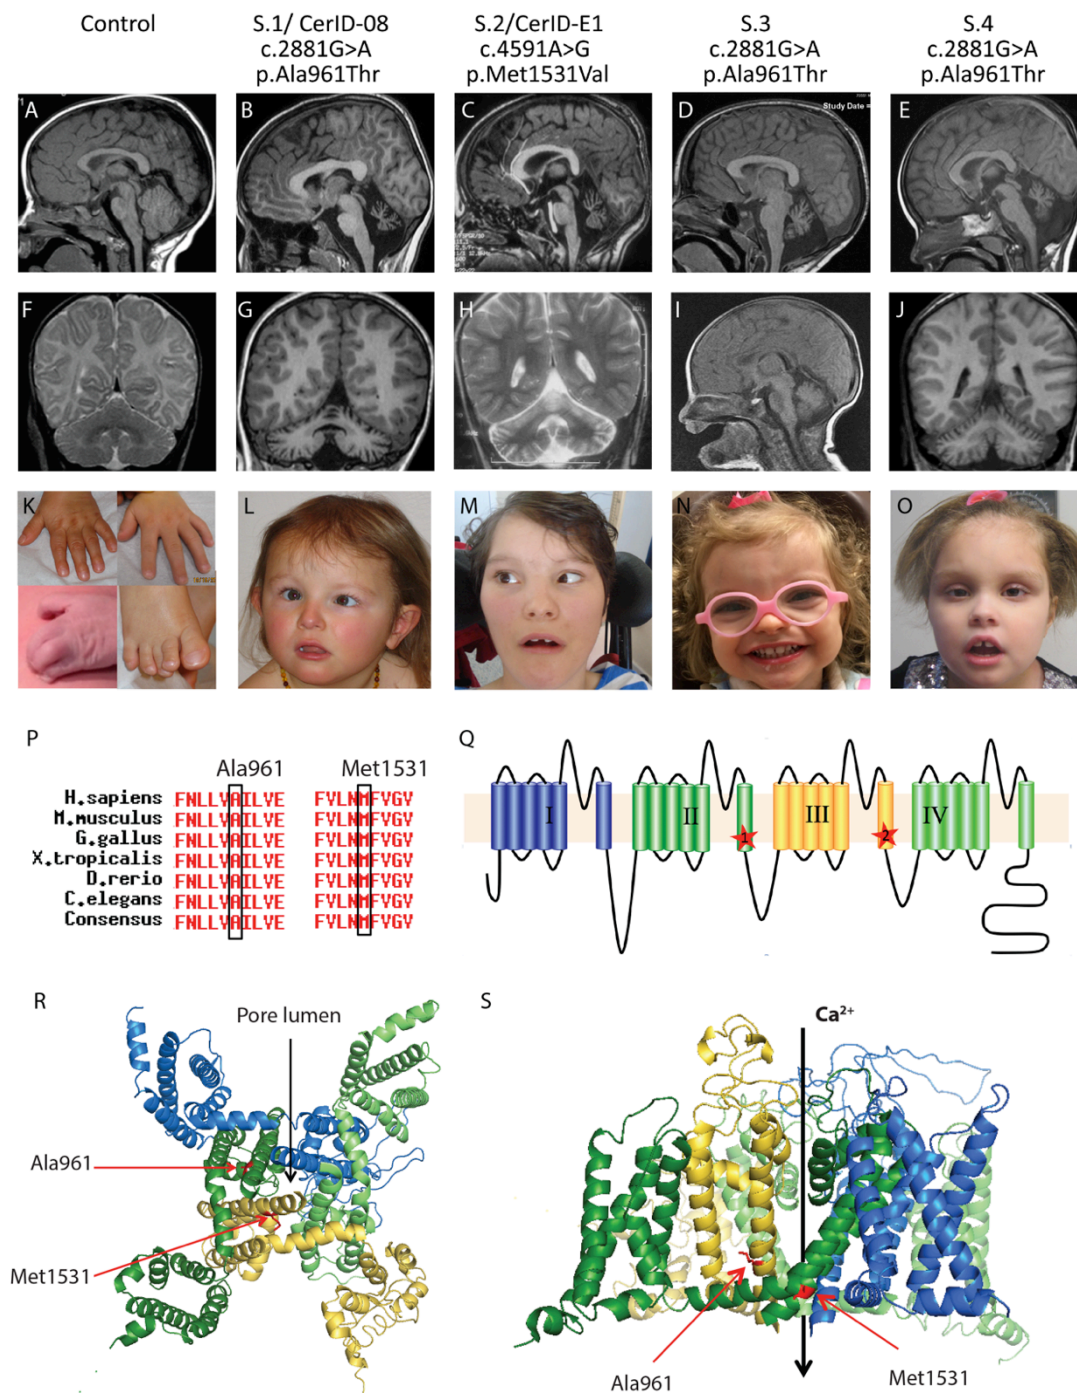 Control
S.1/ CerID-08
c.2881G>A
p.Ala961Thr
S.2/CerID-E1
c.4591A>G
p.Met1531Val
S.3
c.2881G>A
p.Ala961Thr
S.4
c.2881G>A
p.Ala961Thr
A
B
C
D
Study Date =
E
F
G
H
I
J
K
L
M
N
O
P
Ala961
Met1531
H.sapiens FNLLVAILVE FVLNMFVGV
M.musculus FNLLVAILVE FVLNMFVGV
G.gallus FNLLVAILVE FVLNMFVGV
X.tropicalis FNLLVAILVE FVLNMFVGV
D.rerio FNLLVAILVE FVLNMFVGV
C.elegans FNLLVAILVE FVLNMFVGV
Consensus FNLLVAILVE FVLNMFVGV
Q
I
II
III
IV
1
2
R
Pore lumen
Ala961
Met1531
S
Ca²⁺
Ala961
Met1531